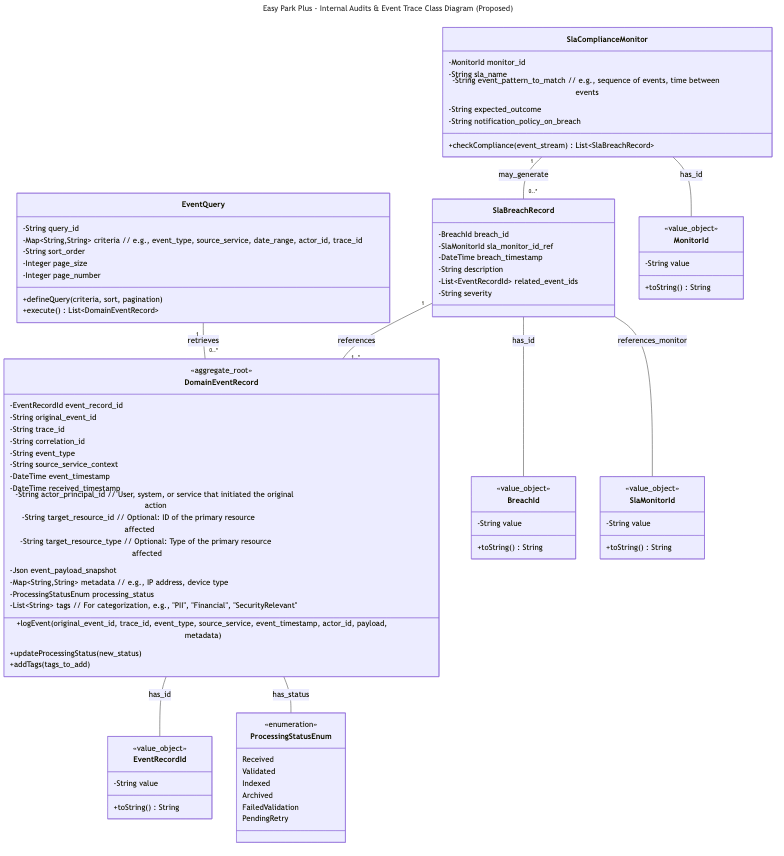 Easy Park Plus - Internal Audits & Event Trace Class Diagram (Proposed)
SlaComplianceMonitor
-MonitorId monitor_id
-String sla_name
-String event_pattern_to_match // e.g., sequence of events, time between
events
-String expected_outcome
-String notification_policy_on_breach
+checkCompliance(event_stream) : List<SlaBreachRecord>
1
may_generate
0..*
has_id
EventQuery
-String query_id
-Map<String,String> criteria // e.g., event_type, source_service, date_range, actor_id, trace_id
-String sort_order
-Integer page_size
-Integer page_number
+defineQuery(criteria, sort, pagination)
+execute() : List<DomainEventRecord>
SlaBreachRecord
-BreachId breach_id
-SlaMonitorId sla_monitor_id_ref
-DateTime breach_timestamp
-String description
-List<EventRecordId> related_event_ids
-String severity
«value_object»
MonitorId
-String value
+toString() : String
1
retrieves
0..*
1
references
1..*
has_id
references_monitor
«aggregate_root»
DomainEventRecord
-EventRecordId event_record_id
-String original_event_id
-String trace_id
-String correlation_id
-String event_type
-String source_service_context
-DateTime event_timestamp
-DateTime received_timestamp
-String actor_principal_id // User, system, or service that initiated the original
action
-String target_resource_id // Optional: ID of the primary resource
affected
-String target_resource_type // Optional: Type of the primary resource
affected
-Json event_payload_snapshot
-Map<String,String> metadata // e.g., IP address, device type
-ProcessingStatusEnum processing_status
-List<String> tags // For categorization, e.g., "PII", "Financial", "SecurityRelevant"
+logEvent(original_event_id, trace_id, event_type, source_service, event_timestamp, actor_id, payload,
metadata)
+updateProcessingStatus(new_status)
+addTags(tags_to_add)
«value_object»
BreachId
-String value
+toString() : String
«value_object»
SlaMonitorId
-String value
+toString() : String
has_id
has_status
«value_object»
EventRecordId
-String value
+toString() : String
«enumeration»
ProcessingStatusEnum
Received
Validated
Indexed
Archived
FailedValidation
PendingRetry